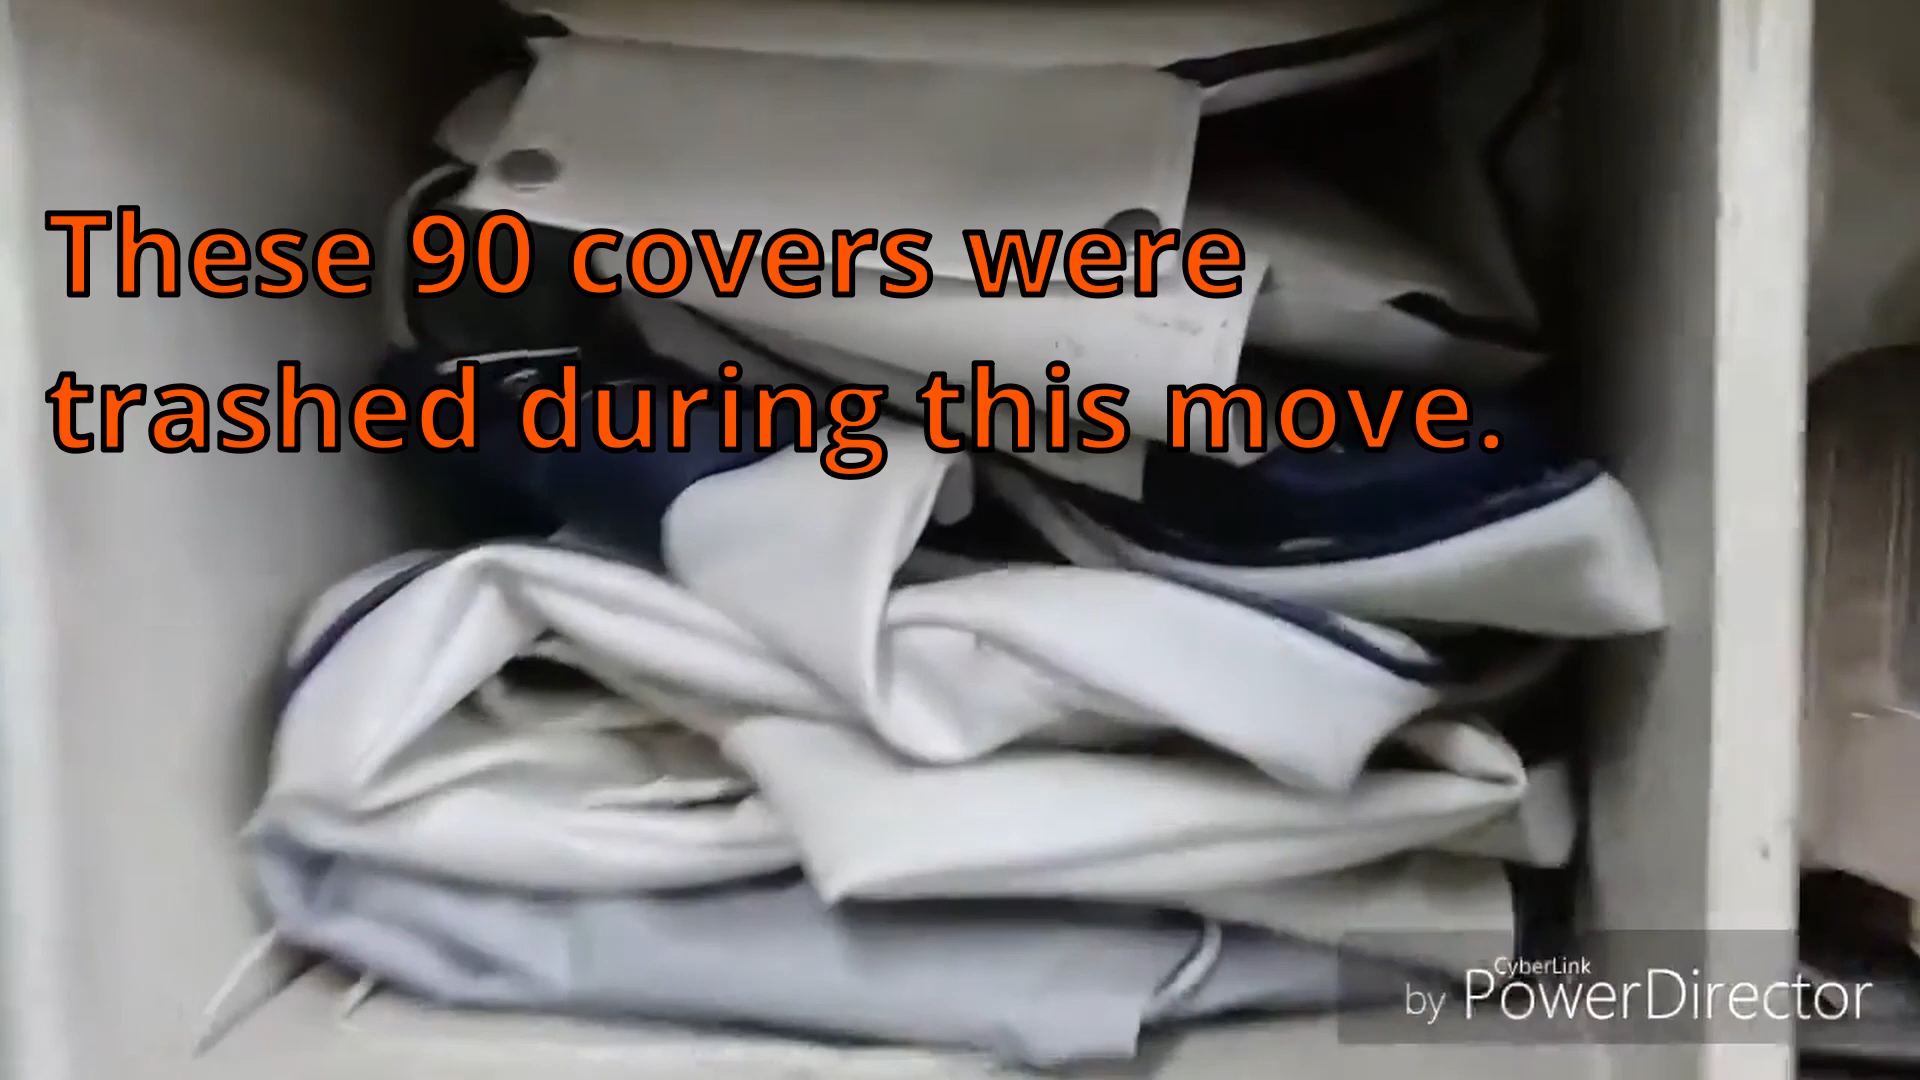 These 90 covers were
trashed during this move.
CyberLink
by PowerDirector